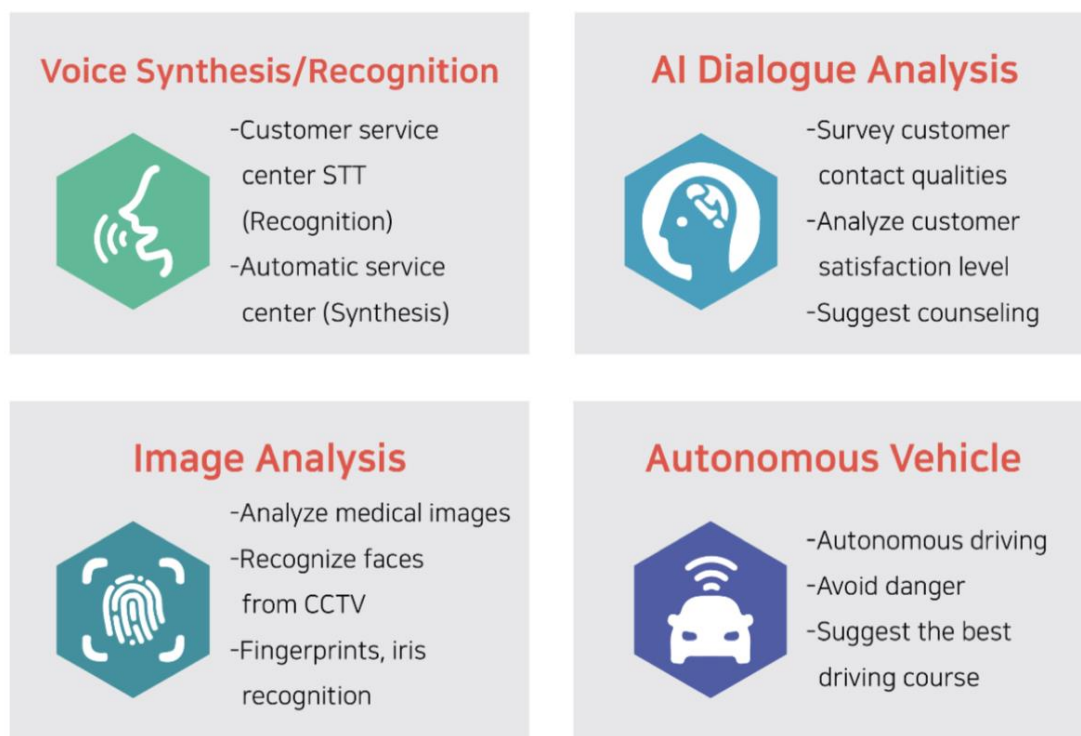 Voice Synthesis/Recognition
-Customer service
center STT
(Recognition)
-Automatic service
center (Synthesis)
AI Dialogue Analysis
-Survey customer
contact qualities
-Analyze customer
satisfaction level
-Suggest counseling
Image Analysis
-Analyze medical images
-Recognize faces
from CCTV
-Fingerprints, iris
recognition
Autonomous Vehicle
-Autonomous driving
-Avoid danger
-Suggest the best
driving course